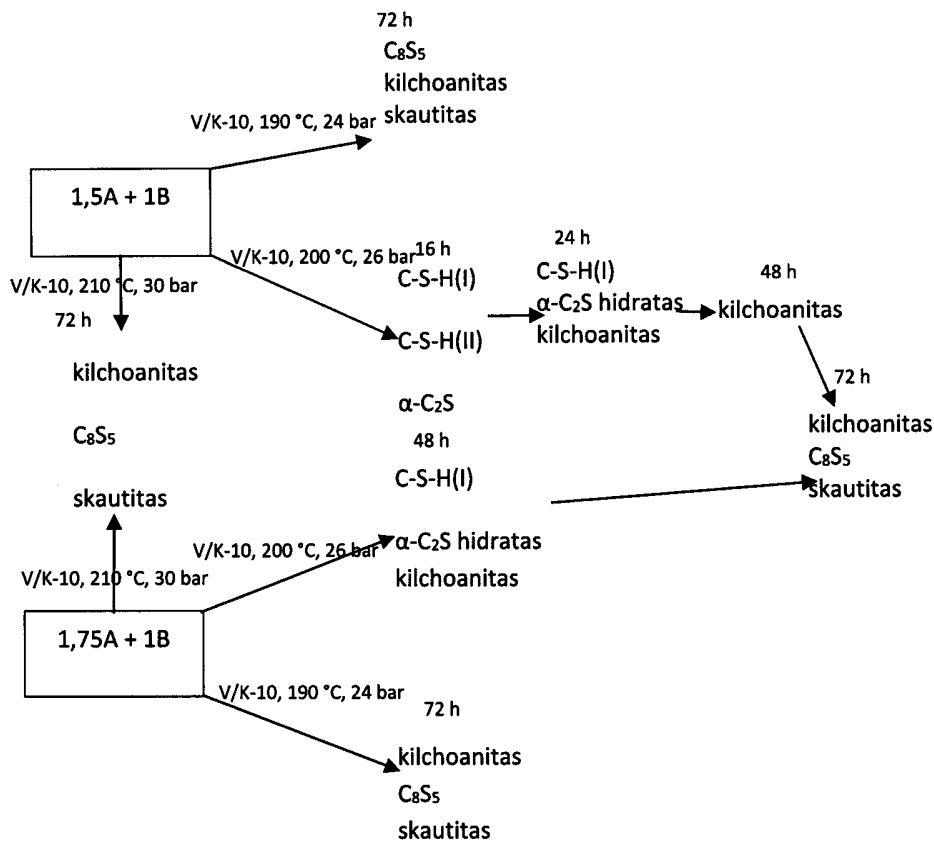 72 h
C₈S₅
kilchoanitas
skautitas
V/K-10, 190 °C, 24 bar
1,5A + 1B
V/K-10, 200 °C, 26 bar
16 h
C-S-H(I)
C-S-H(II)
α-C₂S
24 h
C-S-H(I)
α-C₂S hidratas
kilchoanitas
48 h
kilchoanitas
72 h
kilchoanitas
C₈S₅
skautitas
V/K-10, 210 °C, 30 bar
72 h
kilchoanitas
C₈S₅
skautitas
48 h
C-S-H(I)
α-C₂S hidratas
kilchoanitas
V/K-10, 200 °C, 26 bar
V/K-10, 210 °C, 30 bar
1,75A + 1B
V/K-10, 190 °C, 24 bar
72 h
kilchoanitas
C₈S₅
skautitas